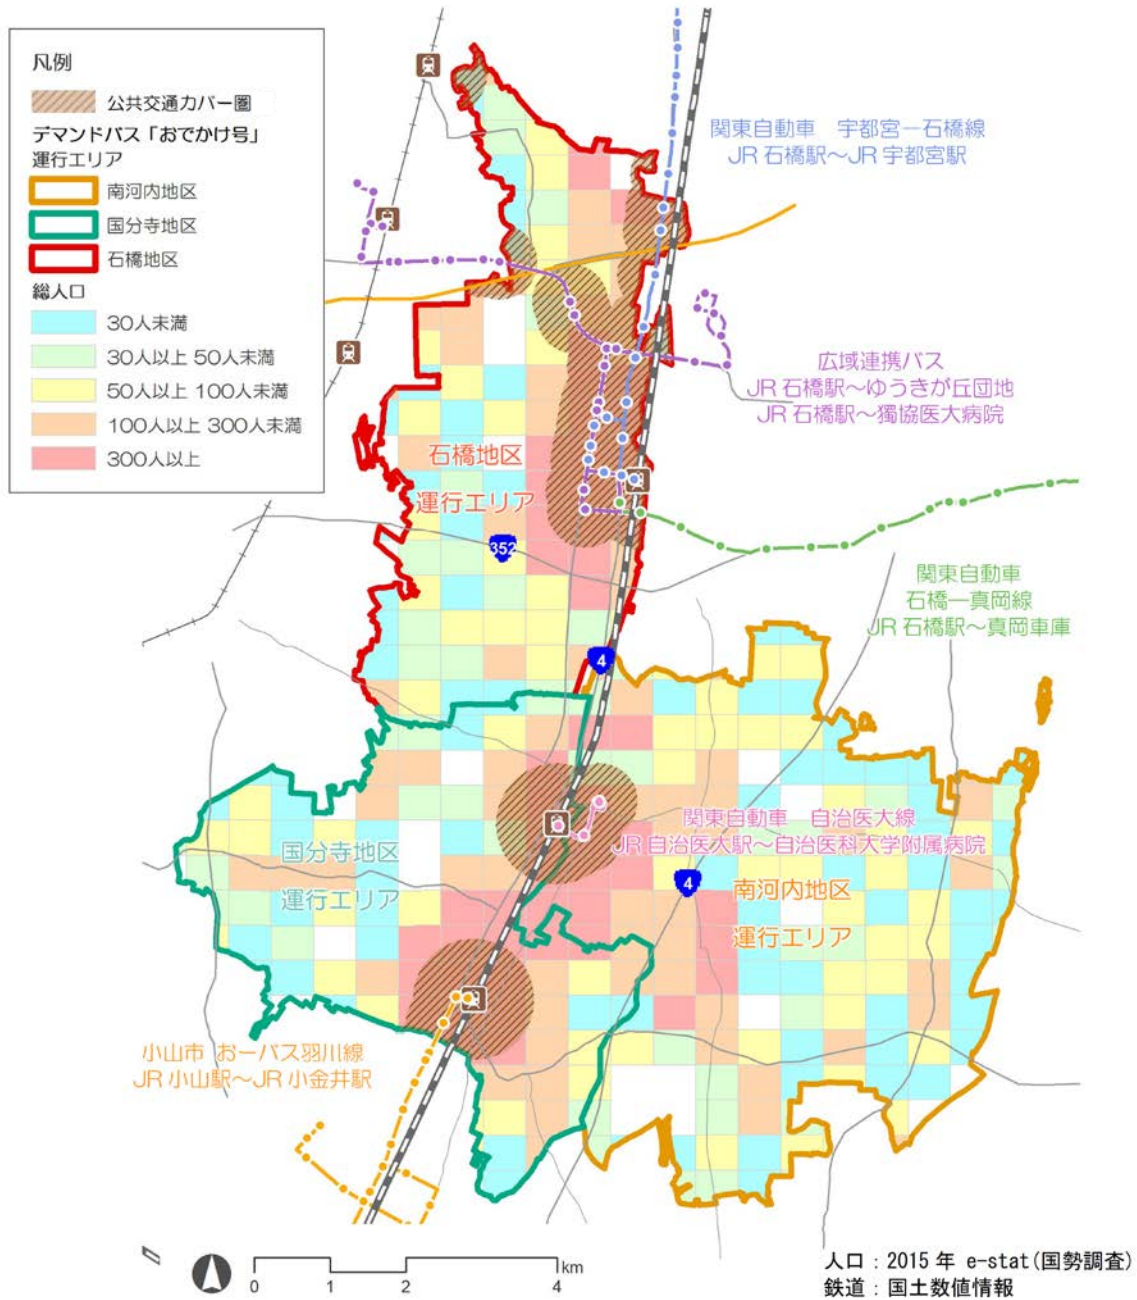 凡例
公共交通カバー圏
デマンドバス「おでかけ号」
運行エリア
南河内地区
国分寺地区
石橋地区
総人口
30人未満
30人以上 50人未満
50人以上 100人未満
100人以上 300人未満
300人以上
関東自動車 宇都宮ー石橋線
JR 石橋駅〜JR 宇都宮駅
広域連携バス
JR 石橋駅〜ゆうきが丘団地
JR 石橋駅〜獨協医大病院
石橋地区
運行エリア
352
関東自動車
石橋ー真岡線
JR 石橋駅〜真岡車庫
4
関東自動車 自治医大線
JR 自治医大駅〜自治医科大学附属病院
国分寺地区
運行エリア
4
南河内地区
運行エリア
小山市 おーバス羽川線
JR 小山駅〜JR 小金井駅
0 1 2 4 km
人口：2015年 e-stat(国勢調査)
鉄道：国土数値情報